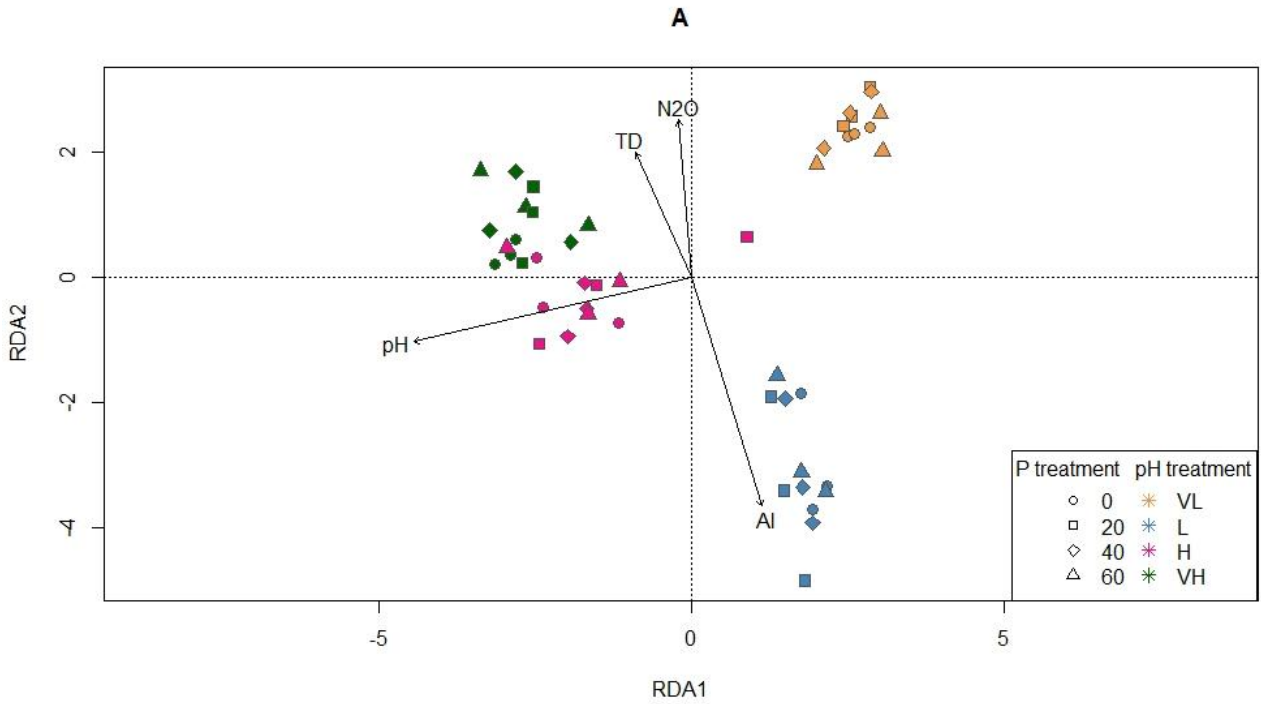 A
N2O
TD
pH
Al
2
0
-2
-4
RDA2
-5
0
5
RDA1
P treatment pH treatment
0 VL
20 L
40 H
60 VH